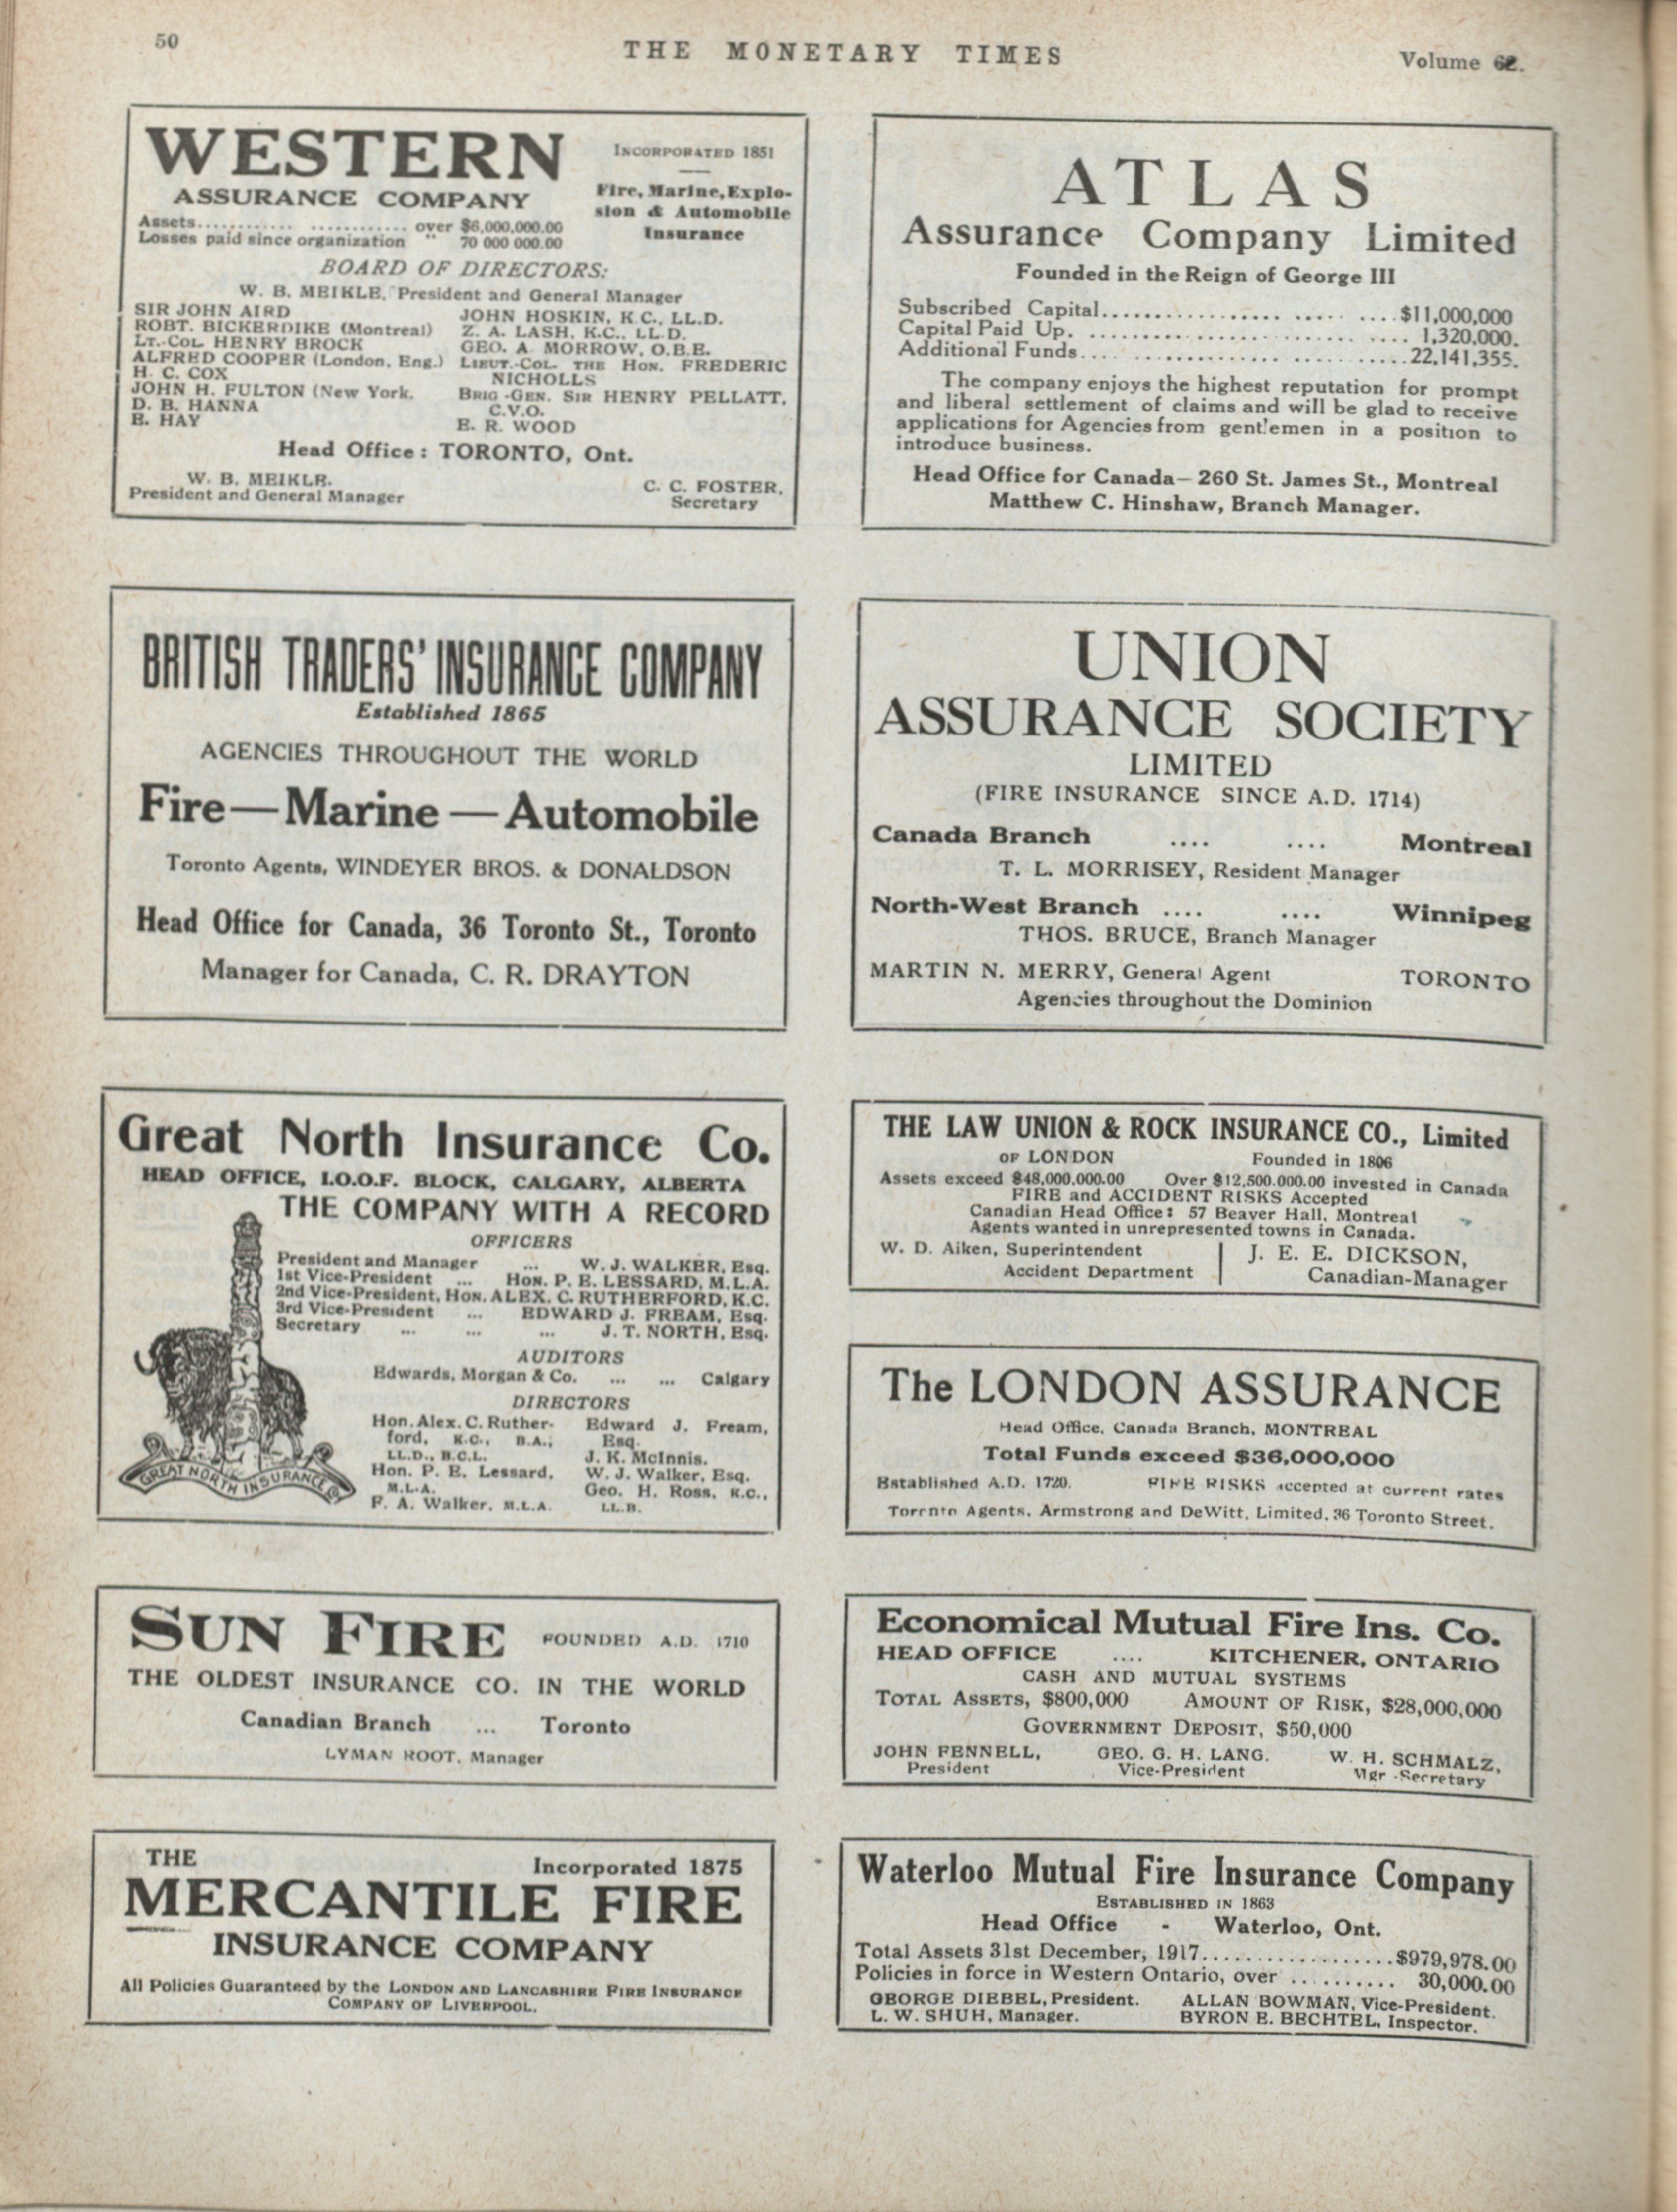 50
THE MONETARY TIMES
Volume 62.
WESTERN
ASSURANCE COMPANY
INCORPORATED 1851
Fire, Marine, Explo-
sion & Automobile
Insurance
Assets............ ............ over $6,000,000.00
Losses paid since organization " 70 000 000.00
BOARD OF DIRECTORS:
W. B. MEIKLE, President and General Manager
SIR JOHN AIRD
ROBT. BICKERDIKE (Montreal)
LT.-COL. HENRY BROCK
ALFRED COOPER (London, Eng.)
H. C. COX
JOHN H. FULTON (New York.
D. B. HANNA
E. HAY
JOHN HOSKIN, K.C., LL.D.
Z. A. LASH, K.C., LL.D.
GEO. A. MORROW, O.B.E.
LIEUT.-COL. THE HON. FREDERIC
NICHOLLS
BRIG-GEN. SIR HENRY PELLATT,
C.V.O.
E. R. WOOD
Head Office: TORONTO, Ont.
W. B. MEIKLE,
President and General Manager
C. C. FOSTER,
Secretary
ATLAS
Assurance Company Limited
Founded in the Reign of George III
Subscribed Capital.................. ..... ....$11,000,000
Capital Paid Up. ........................... .... 1,320,000.
Additional Funds.... ............... ..... ......22,141,355.
The company enjoys the highest reputation for prompt
and liberal settlement of claims and will be glad to receive
applications for Agencies from gentlemen in a position to
introduce business.
Head Office for Canada—260 St. James St., Montreal
Matthew C. Hinshaw, Branch Manager.
BRITISH TRADERS' INSURANCE COMPANY
Established 1865
AGENCIES THROUGHOUT THE WORLD
Fire—Marine—Automobile
Toronto Agents, WINDEYER BROS. & DONALDSON
Head Office for Canada, 36 Toronto St., Toronto
Manager for Canada, C. R. DRAYTON
UNION
ASSURANCE SOCIETY
LIMITED
(FIRE INSURANCE SINCE A.D. 1714)
Canada Branch .... .... Montreal
T. L. MORRISEY, Resident Manager
North-West Branch .... .... Winnipeg
THOS. BRUCE, Branch Manager
MARTIN N. MERRY, General Agent TORONTO
Agencies throughout the Dominion
Great North Insurance Co.
HEAD OFFICE, I.O.O.F. BLOCK, CALGARY, ALBERTA
THE COMPANY WITH A RECORD
OFFICERS
President and Manager ... W. J. WALKER, Esq.
1st Vice-President ... HON. P. E. LESSARD, M.L.A.
2nd Vice-President, HON. ALEX. C. RUTHERFORD, K.C.
3rd Vice-President ... EDWARD J. FREAM, Esq.
Secretary ... ... ... J. T. NORTH, Esq.
AUDITORS
Edwards, Morgan & Co. ... ... Calgary
DIRECTORS
Hon. Alex. C. Ruther-
ford, K.C., B.A.,
LL.D., B.C.L.
Hon. P. E. Lessard,
M.L.A.
F. A. Walker, M.L.A.
Edward J. Fream,
Esq.
J. K. McInnis.
W. J. Walker, Esq.
Geo. H. Ross, K.C.,
LL.B.
GREAT NORTH INSURANCE Co
THE LAW UNION & ROCK INSURANCE CO., Limited
OF LONDON Founded in 1806
Assets exceed $48,000,000.00 Over $12,500.000.00 invested in Canada
FIRE and ACCIDENT RISKS Accepted
Canadian Head Office: 57 Beaver Hall, Montreal
Agents wanted in unrepresented towns in Canada.
W. D. Aiken, Superintendent
Accident Department
J. E. E. DICKSON,
Canadian-Manager
The LONDON ASSURANCE
Head Office, Canada Branch, MONTREAL
Total Funds exceed $36,000,000
Established A.D. 1720. FIRE RISKS accepted at current rates
Toronto Agents, Armstrong and DeWitt, Limited, 36 Toronto Street.
SUN FIRE FOUNDED A.D. 1710
THE OLDEST INSURANCE CO. IN THE WORLD
Canadian Branch ... Toronto
LYMAN ROOT, Manager
Economical Mutual Fire Ins. Co.
HEAD OFFICE .... KITCHENER, ONTARIO
CASH AND MUTUAL SYSTEMS
TOTAL ASSETS, $800,000 AMOUNT OF RISK, $28,000,000
GOVERNMENT DEPOSIT, $50,000
JOHN FENNELL,
President
GEO. G. H. LANG,
Vice-President
W. H. SCHMALZ,
Mgr -Secretary
THE
Incorporated 1875
MERCANTILE FIRE
INSURANCE COMPANY
All Policies Guaranteed by the LONDON AND LANCASHIRE FIRE INSURANCE
COMPANY OF LIVERPOOL.
Waterloo Mutual Fire Insurance Company
ESTABLISHED IN 1863
Head Office - Waterloo, Ont.
Total Assets 31st December, 1917..................$979,978.00
Policies in force in Western Ontario, over ........... 30,000.00
GEORGE DIEBEL, President. ALLAN BOWMAN, Vice-President.
L. W. SHUH, Manager. BYRON E. BECHTEL, Inspector.